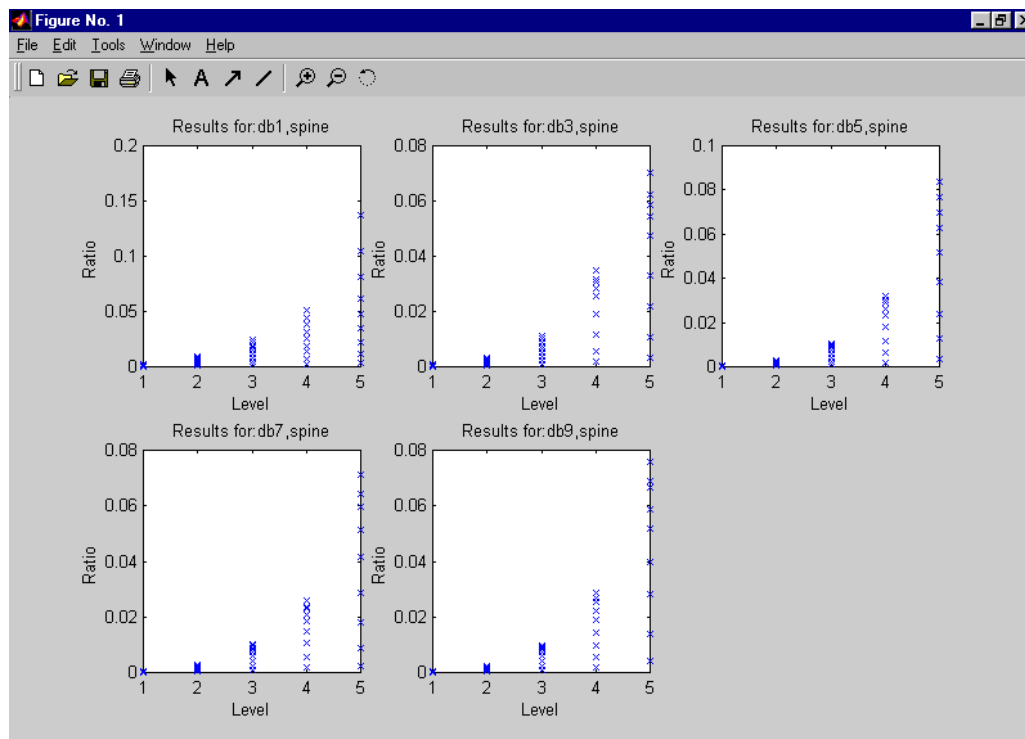 Figure No. 1
File Edit Tools Window Help
A
Results for:db1,spine
0.2
0.15
0.1
0.05
0
Ratio
1 2 3 4 5
Level
Results for:db3,spine
0.08
0.06
0.04
0.02
0
Ratio
1 2 3 4 5
Level
Results for:db5,spine
0.1
0.08
0.06
0.04
0.02
0
Ratio
1 2 3 4 5
Level
Results for:db7,spine
0.08
0.06
0.04
0.02
0
Ratio
1 2 3 4 5
Level
Results for:db9,spine
0.08
0.06
0.04
0.02
0
Ratio
1 2 3 4 5
Level